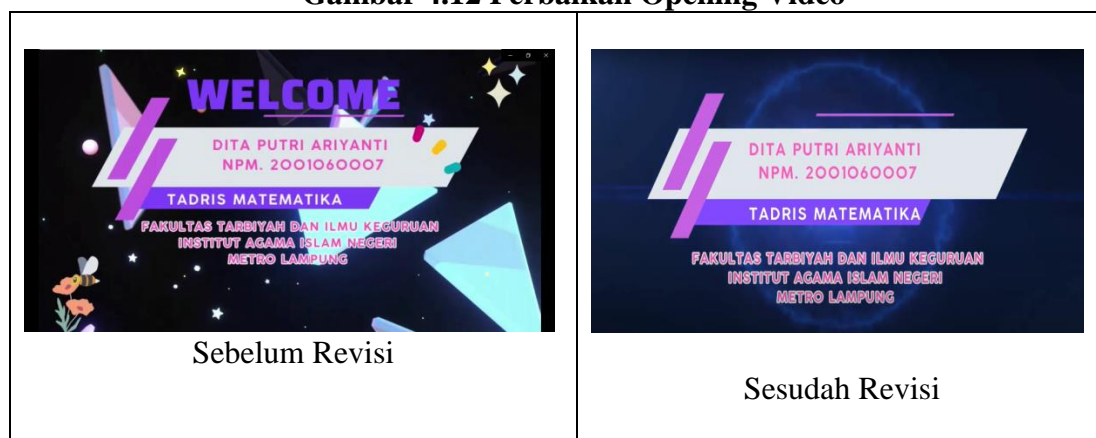 Gambar 4.12 Perbaikan Opening Video
WELCOME
DITA PUTRI ARIYANTI
NPM. 2001060007
TADRIS MATEMATIKA
FAKULTAS TARBIYAH DAN ILMU KEGURUAN
INSTITUT AGAMA ISLAM NEGERI
METRO LAMPUNG
Sebelum Revisi
DITA PUTRI ARIYANTI
NPM. 2001060007
TADRIS MATEMATIKA
FAKULTAS TARBIYAH DAN ILMU KEGURUAN
INSTITUT AGAMA ISLAM NEGERI
METRO LAMPUNG
Sesudah Revisi